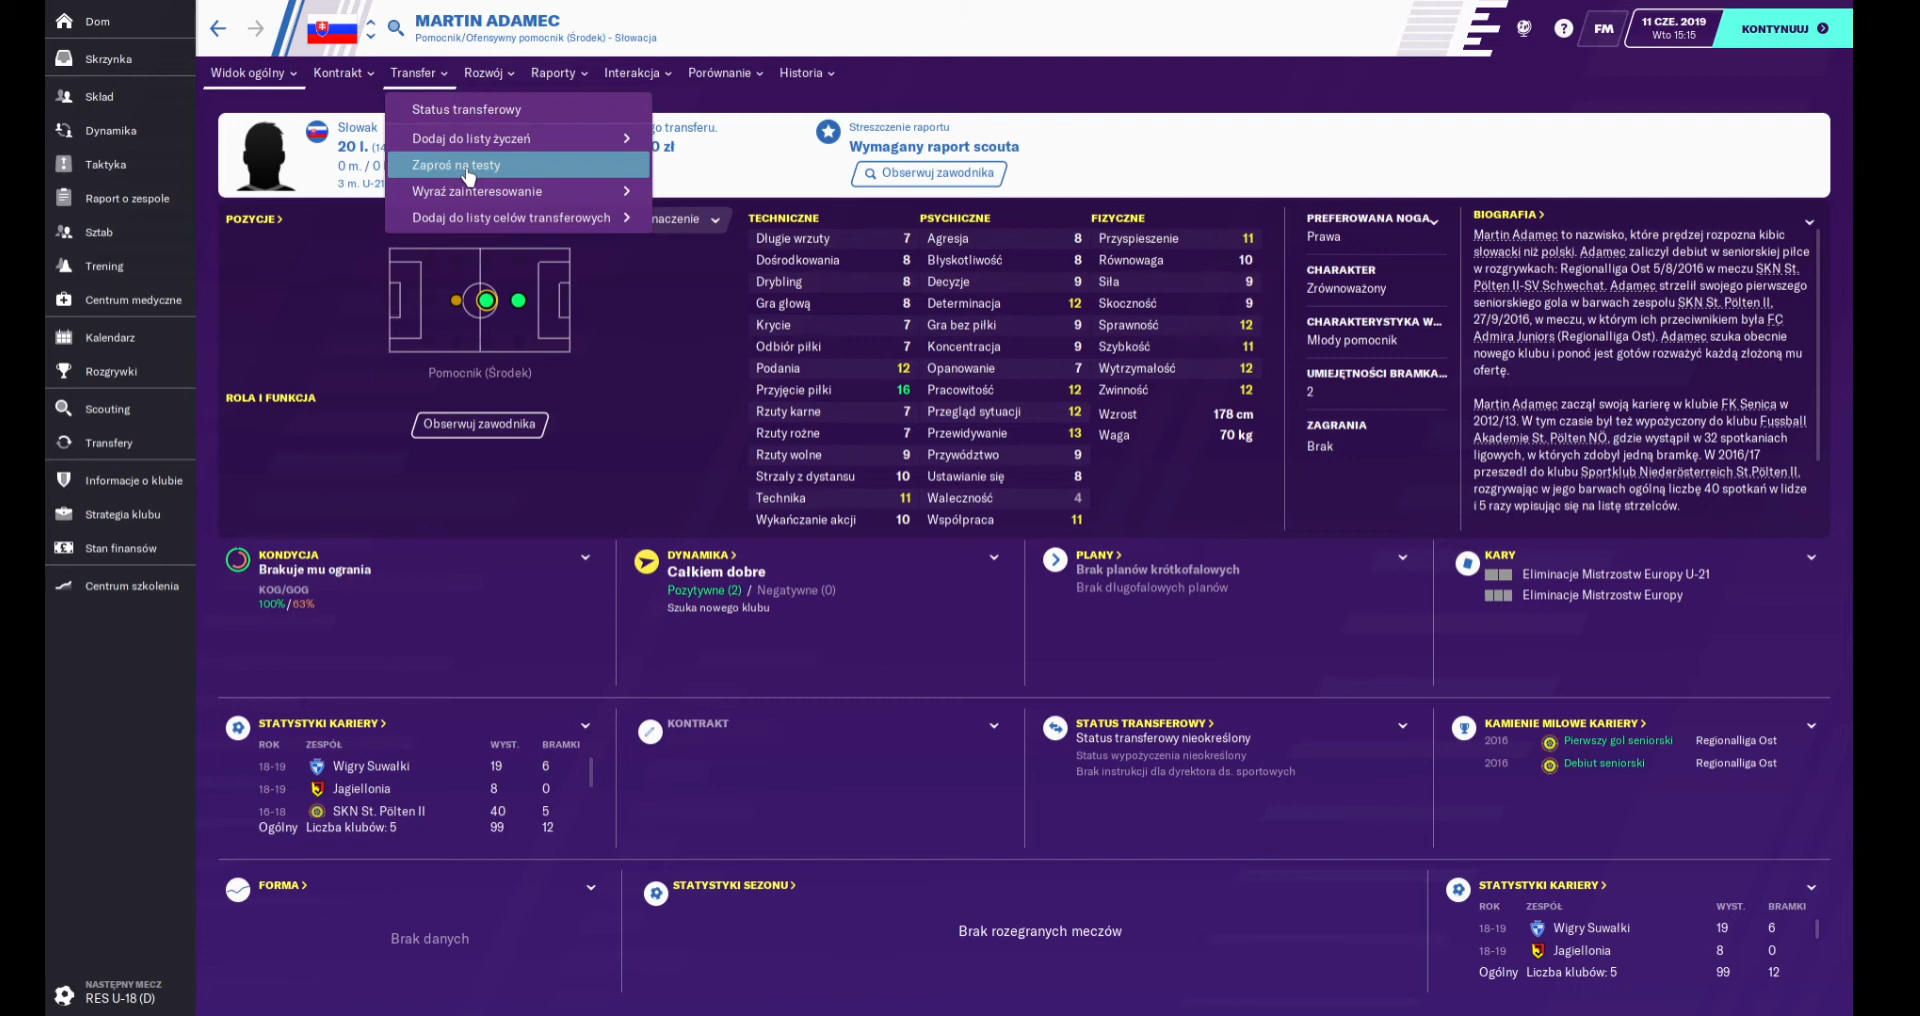 Dom
Skrzynka
Skład
Dynamika
Taktyka
Raport o zespole
Sztab
Trening
Centrum medyczne
Kalendarz
Rozgrywki
Scouting
Transfery
Informacje o klubie
Strategia klubu
Stan finansów
Centrum szkolenia
NASTĘPNY MECZ
RES U-18 (D)
MARTIN ADAMEC
Pomocnik/Ofensywny pomocnik (Środek) - Słowacja
FM
11 CZE. 2019
Wto 15:15
KONTYNUUJ
Widok ogólny
Kontrakt
Transfer
Rozwój
Raporty
Interakcja
Porównanie
Historia
Status transferowy
Dodaj do listy życzeń
Zaproś na testy
Wyraź zainteresowanie
Dodaj do listy celów transferowych
Słowak
20 l. (14
0 m. / 0
3 m. U-21
go transferu.
0 zł
Streszczenie raportu
Wymagany raport scouta
Obserwuj zawodnika
POZYCJE
naczenie
Pomocnik (Środek)
ROLA I FUNKCJA
Obserwuj zawodnika
TECHNICZNE
Długie wrzuty 7
Dośrodkowania 8
Drybling 8
Gra głową 8
Krycie 7
Odbiór piłki 7
Podania 12
Przyjęcie piłki 16
Rzuty karne 7
Rzuty rożne 7
Rzuty wolne 9
Strzały z dystansu 10
Technika 11
Wykańczanie akcji 10
PSYCHICZNE
Agresja 8
Błyskotliwość 8
Decyzje 9
Determinacja 12
Gra bez piłki 9
Koncentracja 9
Opanowanie 7
Pracowitość 12
Przegląd sytuacji 12
Przewidywanie 13
Przywództwo 9
Ustawianie się 8
Waleczność 4
Współpraca 11
FIZYCZNE
Przyspieszenie 11
Równowaga 10
Siła 9
Skoczność 9
Sprawność 12
Szybkość 11
Wytrzymałość 12
Zwinność 12
Wzrost 178 cm
Waga 70 kg
PREFEROWANA NOGA
Prawa
CHARAKTER
Zrównoważony
CHARAKTERYSTYKA W...
Młody pomocnik
UMIEJĘTNOŚCI BRAMKA...
2
ZAGRANIA
Brak
BIOGRAFIA
Martin Adamec to nazwisko, które prędzej rozpozna kibic
słowacki niż polski. Adamec zaliczył debiut w seniorskiej piłce
w rozgrywkach: Regionalliga Ost 5/8/2016 w meczu SKN St.
Pölten II-SV Schwechat. Adamec strzelił swojego pierwszego
seniorskiego gola w barwach zespołu SKN St. Pölten II,
27/9/2016, w meczu, w którym ich przeciwnikiem była FC
Admira Juniors (Regionalliga Ost). Adamec szuka obecnie
nowego klubu i ponoć jest gotów rozważyć każdą złożoną mu
ofertę.
Martin Adamec zaczął swoją karierę w klubie FK Senica w
2012/13. W tym czasie był też wypożyczony do klubu Fussball
Akademie St. Pölten NÖ, gdzie wystąpił w 32 spotkaniach
ligowych, w których zdobył jedną bramkę. W 2016/17
przeszedł do klubu Sportklub Niederösterreich St.Pölten II,
rozgrywając w jego barwach ogólną liczbę 40 spotkań w lidze
i 5 razy wpisując się na listę strzelców.
KONDYCJA
Brakuje mu ogrania
KOG/GOG
100% / 63%
DYNAMIKA
Całkiem dobre
Pozytywne (2) / Negatywne (0)
Szuka nowego klubu
PLANY
Brak planów krótkofalowych
Brak długofalowych planów
KARY
Eliminacje Mistrzostw Europy U-21
Eliminacje Mistrzostw Europy
STATYSTYKI KARIERY
ROK ZESPÓŁ WYST. BRAMKI
18-19 Wigry Suwałki 19 6
18-19 Jagiellonia 8 0
16-18 SKN St. Pölten II 40 5
Ogólny Liczba klubów: 5 99 12
KONTRAKT
STATUS TRANSFEROWY
Status transferowy nieokreślony
Status wypożyczenia nieokreślony
Brak instrukcji dla dyrektora ds. sportowych
KAMIENIE MILOWE KARIERY
2016 Pierwszy gol seniorski Regionalliga Ost
2016 Debiut seniorski Regionalliga Ost
FORMA
Brak danych
STATYSTYKI SEZONU
Brak rozegranych meczów
STATYSTYKI KARIERY
ROK ZESPÓŁ WYST. BRAMKI
18-19 Wigry Suwałki 19 6
18-19 Jagiellonia 8 0
Ogólny Liczba klubów: 5 99 12